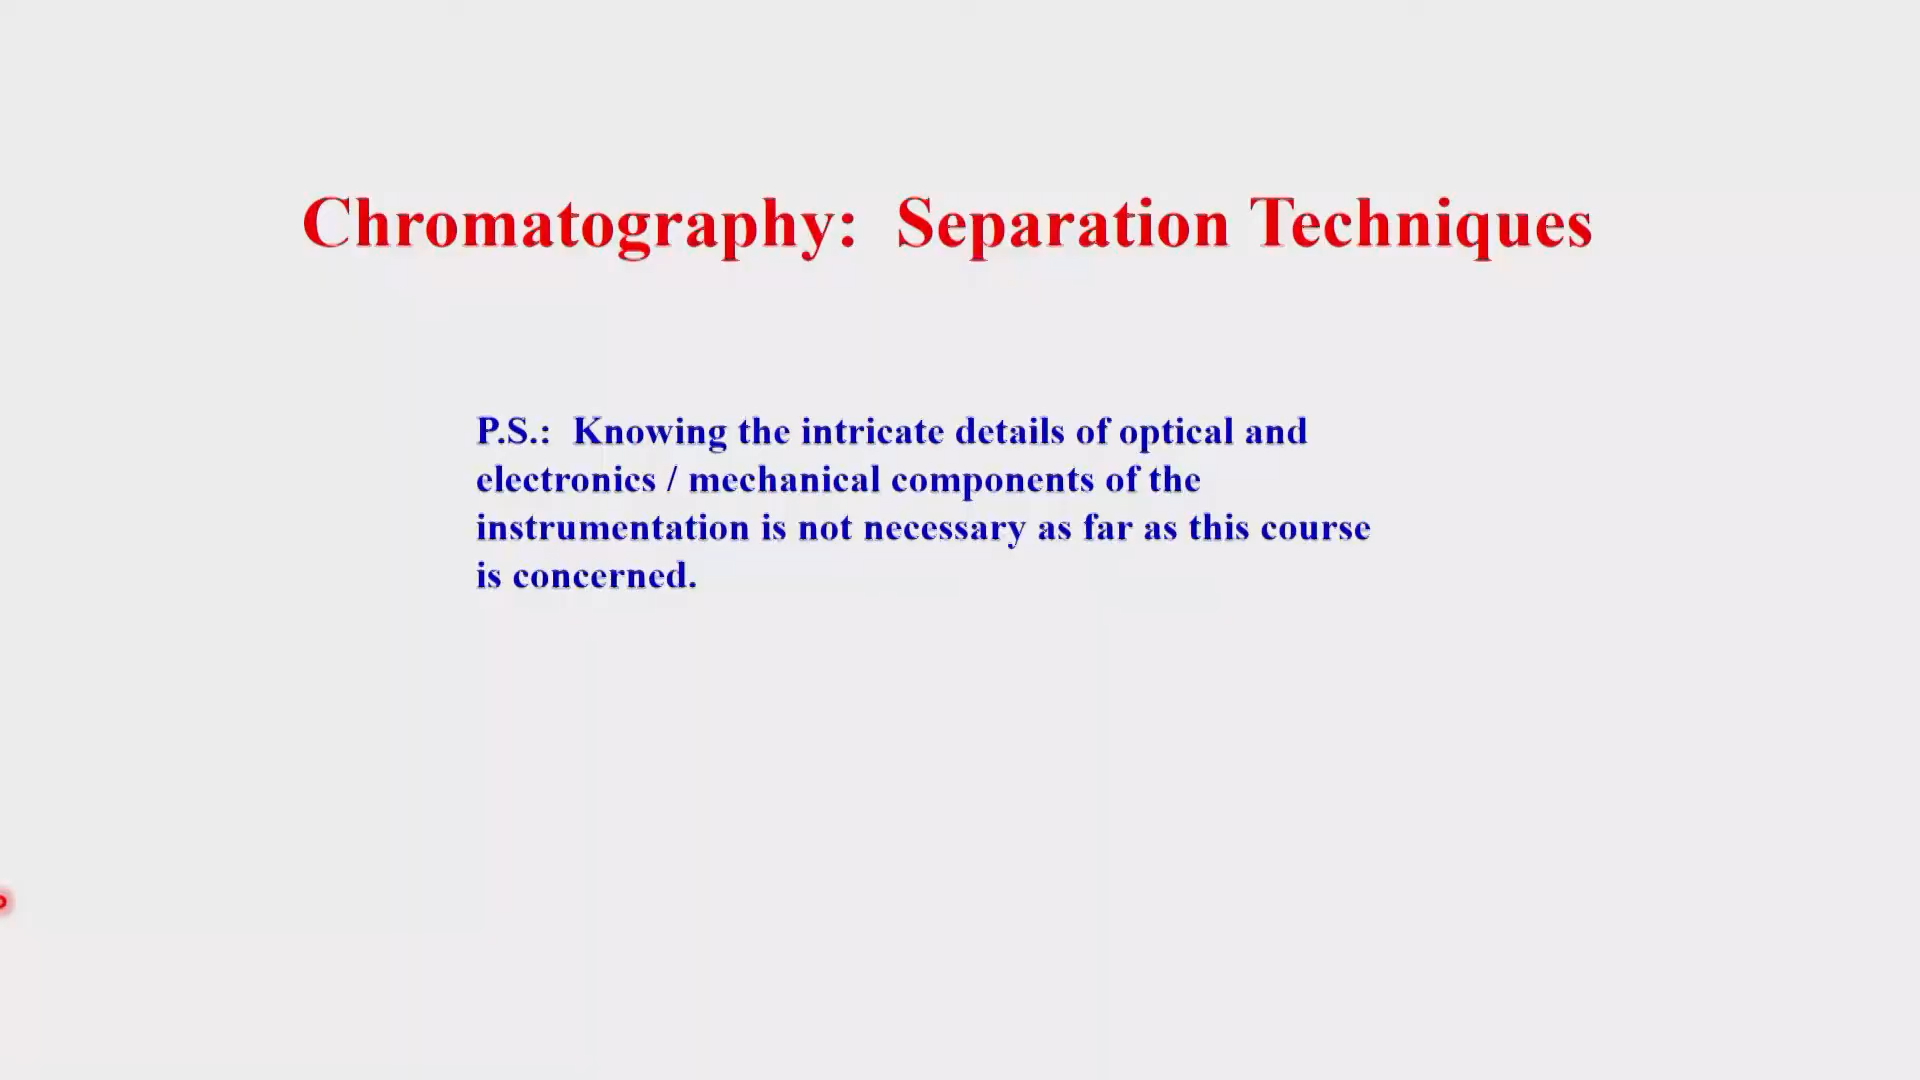 Chromatography: Separation Techniques
P.S.: Knowing the intricate details of optical and
electronics / mechanical components of the
instrumentation is not necessary as far as this course
is concerned.